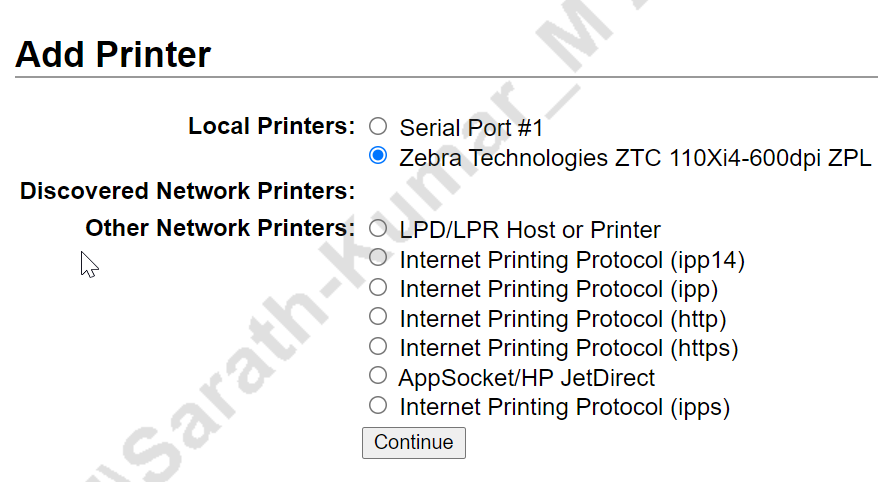 Add Printer
Local Printers: Serial Port #1
Zebra Technologies ZTC 110Xi4-600dpi ZPL
Discovered Network Printers:
Other Network Printers: LPD/LPR Host or Printer
Internet Printing Protocol (ipp14)
Internet Printing Protocol (ipp)
Internet Printing Protocol (http)
Internet Printing Protocol (https)
AppSocket/HP JetDirect
Internet Printing Protocol (ipps)
Continue
\Sarath-Kumar_M